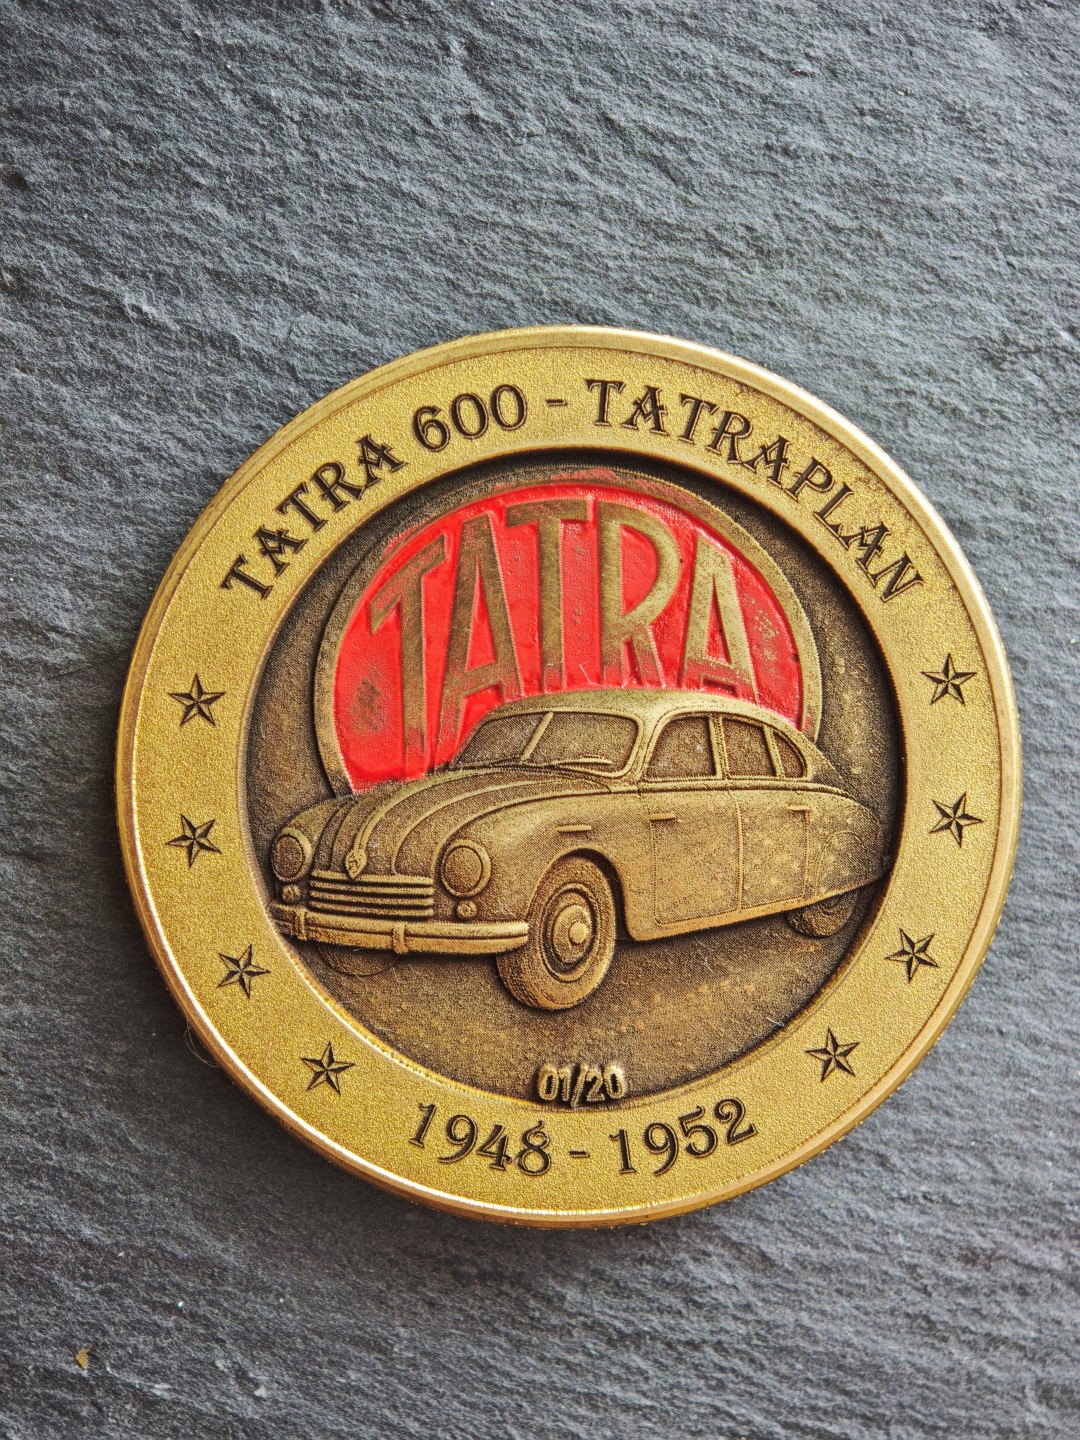 TATRA 600 - TATRAPLAN
TATRA
01/20
1948 - 1952